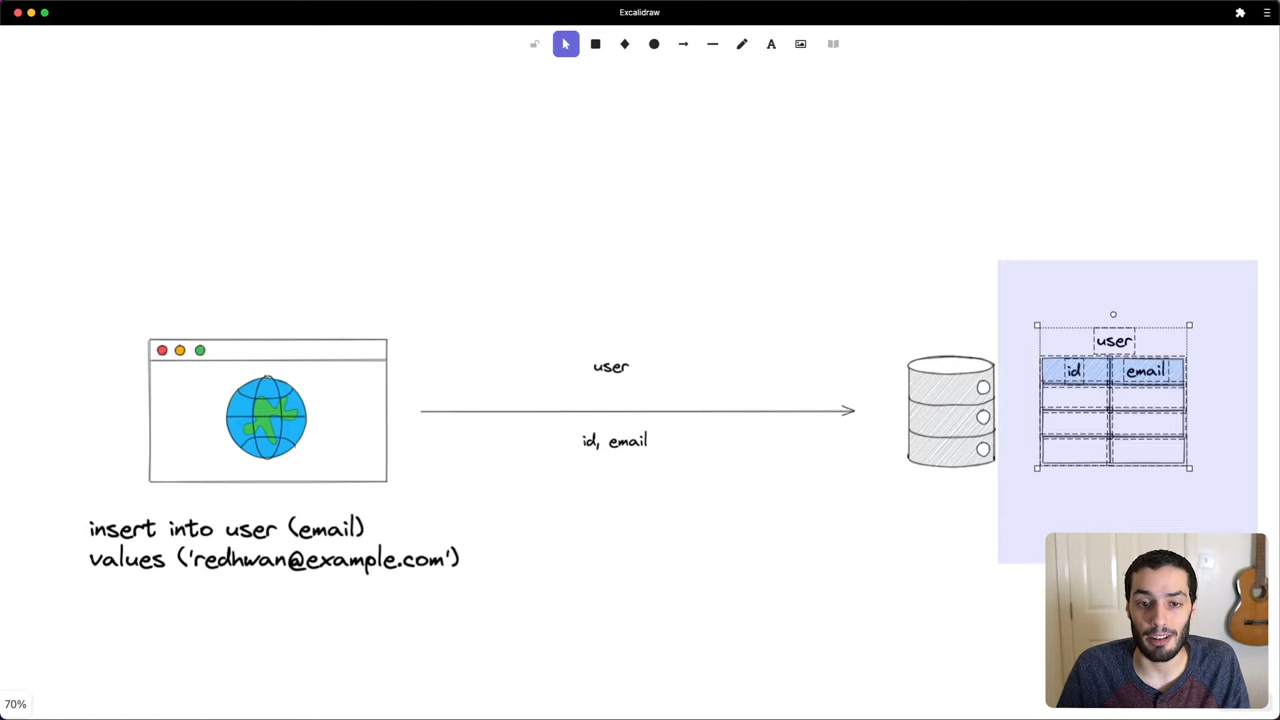 Excalidraw
A
user
user
id email
id, email
insert into user (email)
values ('redhwan@example.com')
70%